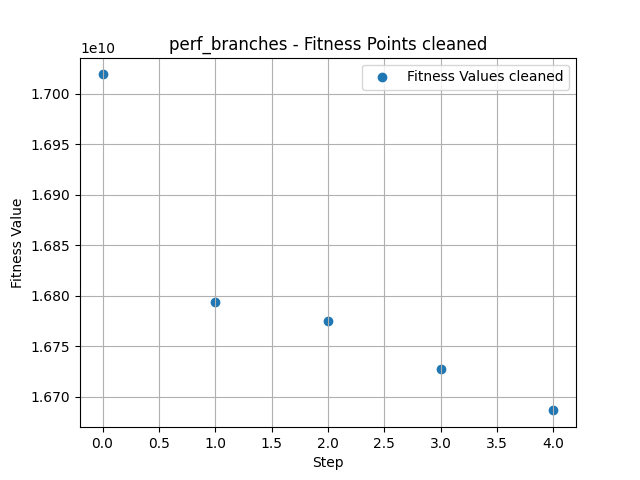 perf_branches - Fitness Points cleaned
1e10
Fitness Values cleaned
1.700
1.695
1.690
1.685
1.680
1.675
1.670
Fitness Value
0.0 0.5 1.0 1.5 2.0 2.5 3.0 3.5 4.0
Step